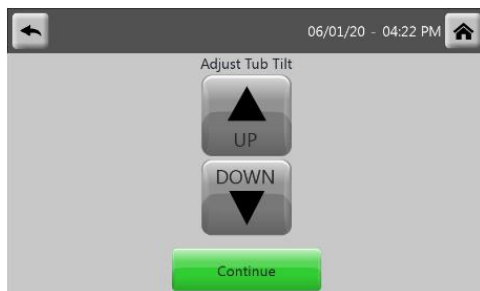 06/01/20 - 04:22 PM
Adjust Tub Tilt
UP
DOWN
Continue